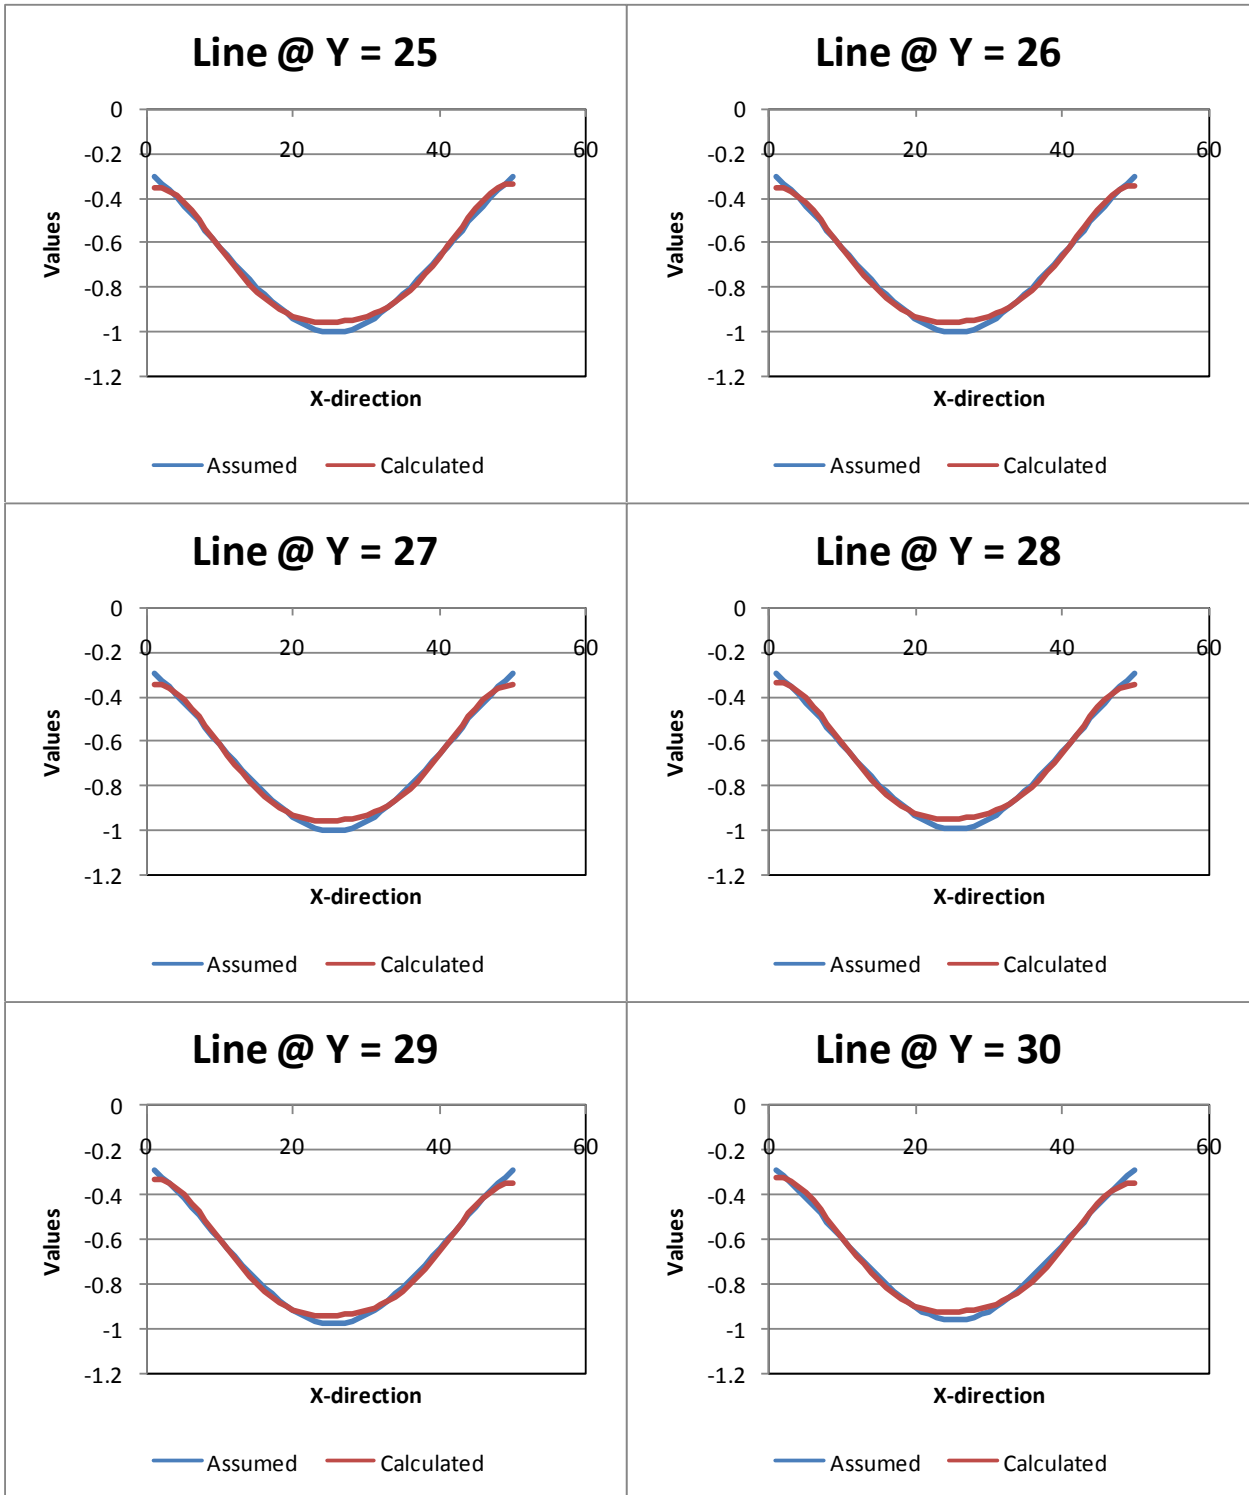 Line @ Y = 25
0
-0.2
-0.4
-0.6
-0.8
-1
-1.2
0 20 40 60
Values
X-direction
Assumed Calculated
Line @ Y = 26
0
-0.2
-0.4
-0.6
-0.8
-1
-1.2
0 20 40 60
Values
X-direction
Assumed Calculated
Line @ Y = 27
0
-0.2
-0.4
-0.6
-0.8
-1
-1.2
0 20 40 60
Values
X-direction
Assumed Calculated
Line @ Y = 28
0
-0.2
-0.4
-0.6
-0.8
-1
-1.2
0 20 40 60
Values
X-direction
Assumed Calculated
Line @ Y = 29
0
-0.2
-0.4
-0.6
-0.8
-1
-1.2
0 20 40 60
Values
X-direction
Assumed Calculated
Line @ Y = 30
0
-0.2
-0.4
-0.6
-0.8
-1
-1.2
0 20 40 60
Values
X-direction
Assumed Calculated